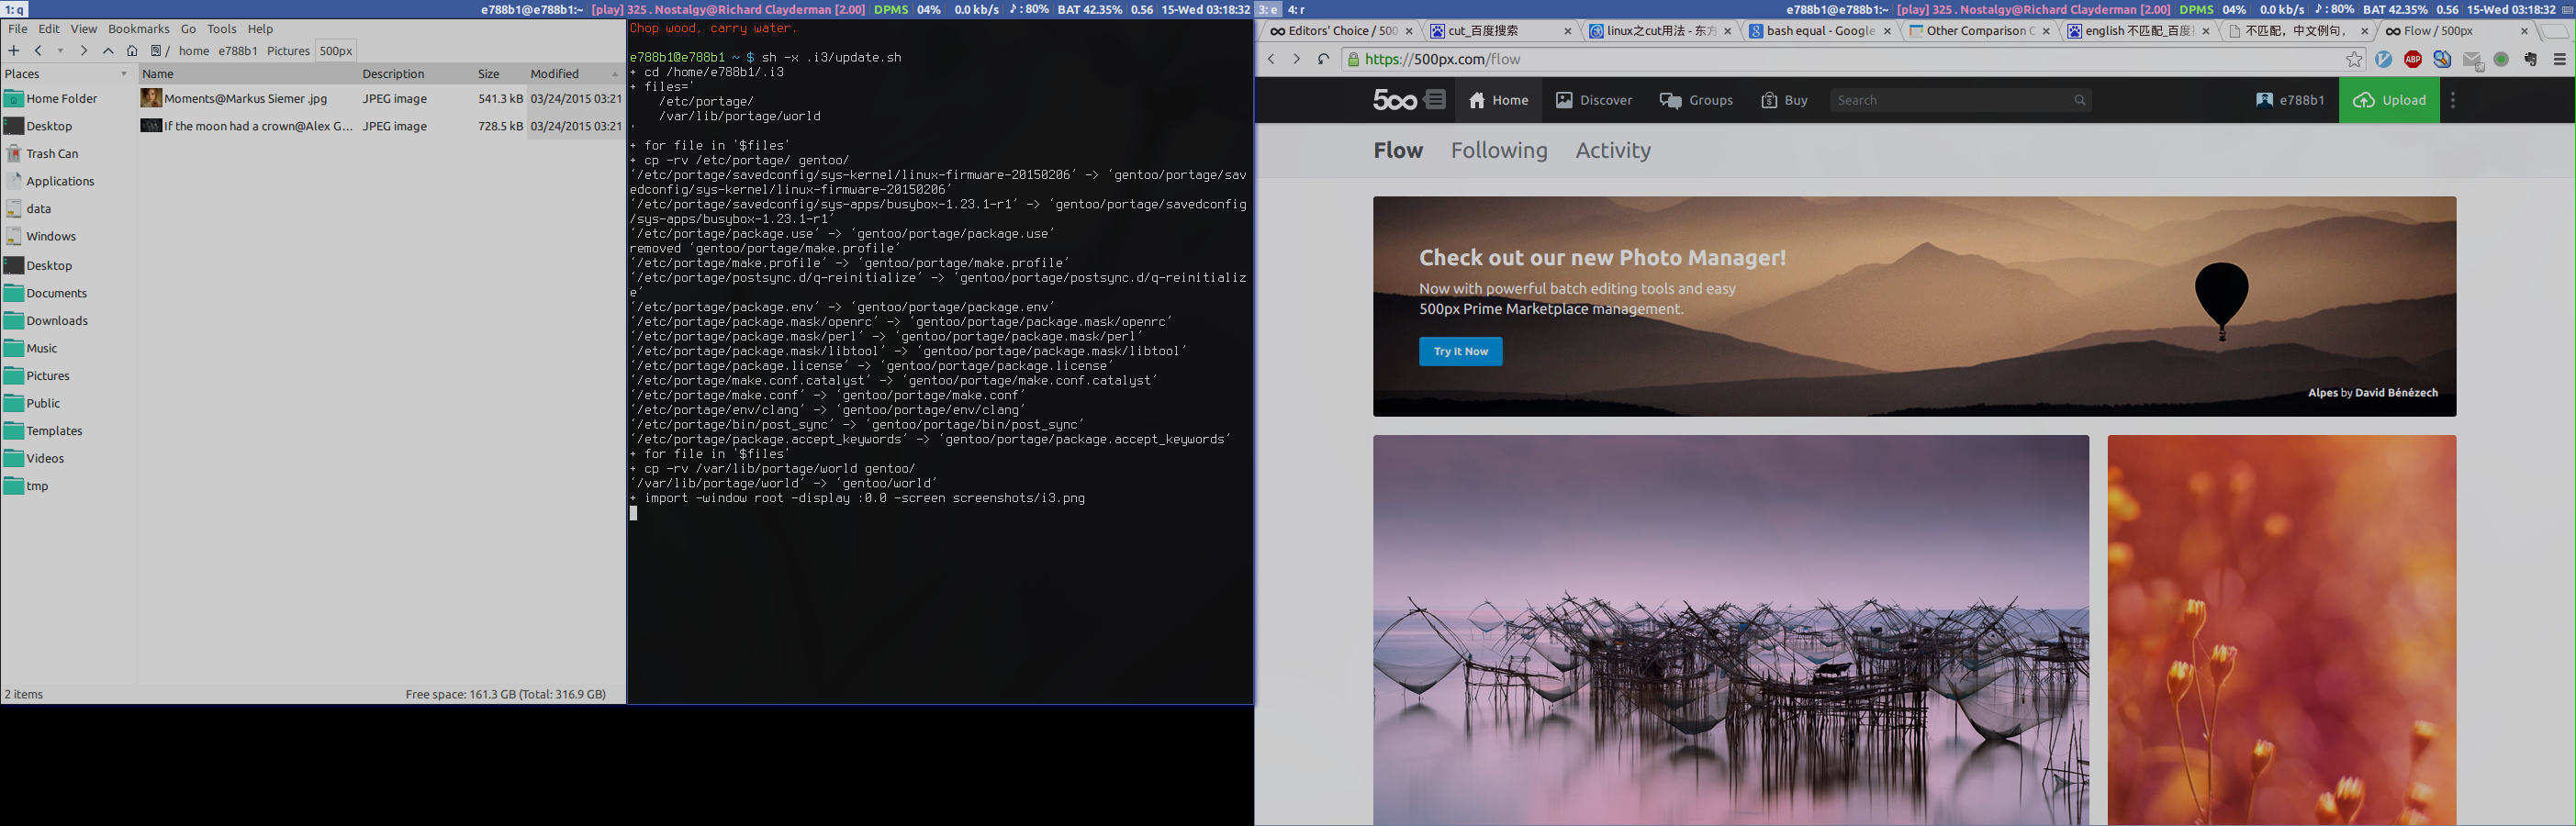 1: q
e788b1@e788b1:~ [play] 325 . Nostalgy@Richard Clayderman [2.00] DPMS 04% 0.0 kb/s ♪ : 80% BAT 42.35% 0.56 15-Wed 03:18:32
File Edit View Bookmarks Go Tools Help
/ home e788b1 Pictures 500px
Places
Name Description Size Modified
Home Folder
Desktop
Trash Can
Applications
data
Windows
Desktop
Documents
Downloads
Music
Pictures
Public
Templates
Videos
tmp
Moments@Markus Siemer .jpg JPEG image 541.3 kB 03/24/2015 03:21
If the moon had a crown@Alex G... JPEG image 728.5 kB 03/24/2015 03:21
2 items
Free space: 161.3 GB (Total: 316.9 GB)
Chop wood, carry water.
e788b1@e788b1 ~ $ sh -x .i3/update.sh
+ cd /home/e788b1/.i3
+ files='
/etc/portage/
/var/lib/portage/world
'
+ for file in '$files'
+ cp -rv /etc/portage/ gentoo/
‘/etc/portage/savedconfig/sys-kernel/linux-firmware-20150206’ -> ‘gentoo/portage/sav
edconfig/sys-kernel/linux-firmware-20150206’
‘/etc/portage/savedconfig/sys-apps/busybox-1.23.1-r1’ -> ‘gentoo/portage/savedconfig
/sys-apps/busybox-1.23.1-r1’
‘/etc/portage/package.use’ -> ‘gentoo/portage/package.use’
removed ‘gentoo/portage/make.profile’
‘/etc/portage/make.profile’ -> ‘gentoo/portage/make.profile’
‘/etc/portage/postsync.d/q-reinitialize’ -> ‘gentoo/portage/postsync.d/q-reinitializ
e’
‘/etc/portage/package.env’ -> ‘gentoo/portage/package.env’
‘/etc/portage/package.mask/openrc’ -> ‘gentoo/portage/package.mask/openrc’
‘/etc/portage/package.mask/perl’ -> ‘gentoo/portage/package.mask/perl’
‘/etc/portage/package.mask/libtool’ -> ‘gentoo/portage/package.mask/libtool’
‘/etc/portage/package.license’ -> ‘gentoo/portage/package.license’
‘/etc/portage/make.conf.catalyst’ -> ‘gentoo/portage/make.conf.catalyst’
‘/etc/portage/make.conf’ -> ‘gentoo/portage/make.conf’
‘/etc/portage/env/clang’ -> ‘gentoo/portage/env/clang’
‘/etc/portage/bin/post_sync’ -> ‘gentoo/portage/bin/post_sync’
‘/etc/portage/package.accept_keywords’ -> ‘gentoo/portage/package.accept_keywords’
+ for file in '$files'
+ cp -rv /var/lib/portage/world gentoo/
‘/var/lib/portage/world’ -> ‘gentoo/world’
+ import -window root -display :0.0 -screen screenshots/i3.png
3: e 4: r
e788b1@e788b1:~ [play] 325 . Nostalgy@Richard Clayderman [2.00] DPMS 04% 0.0 kb/s ♪ : 80% BAT 42.35% 0.56 15-Wed 03:18:32
Editors' Choice / 500 cut_百度搜索 linux之cut用法 - 东方 bash equal - Google Other Comparison C english 不匹配_百度 不匹配，中文例句， Flow / 500px
https://500px.com/flow
ABP
500 Home Discover Groups Buy Search e788b1 Upload
Flow Following Activity
Check out our new Photo Manager!
Now with powerful batch editing tools and easy
500px Prime Marketplace management.
Try It Now
Alpes by David Bénézech